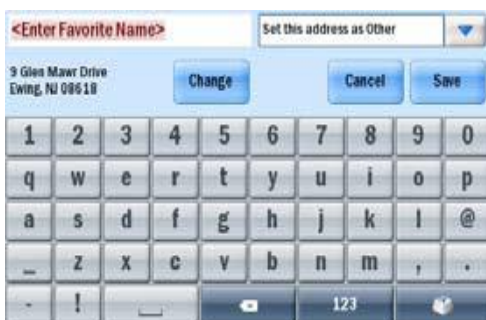 <Enter Favorite Name>
Set this address as Other
9 Glen Mawr Drive
Ewing, NJ 08618
Change
Cancel
Save
1 2 3 4 5 6 7 8 9 0
q w e r t y u i o p
a s d f g h j k l @
_ z x c v b n m , .
- ! 123